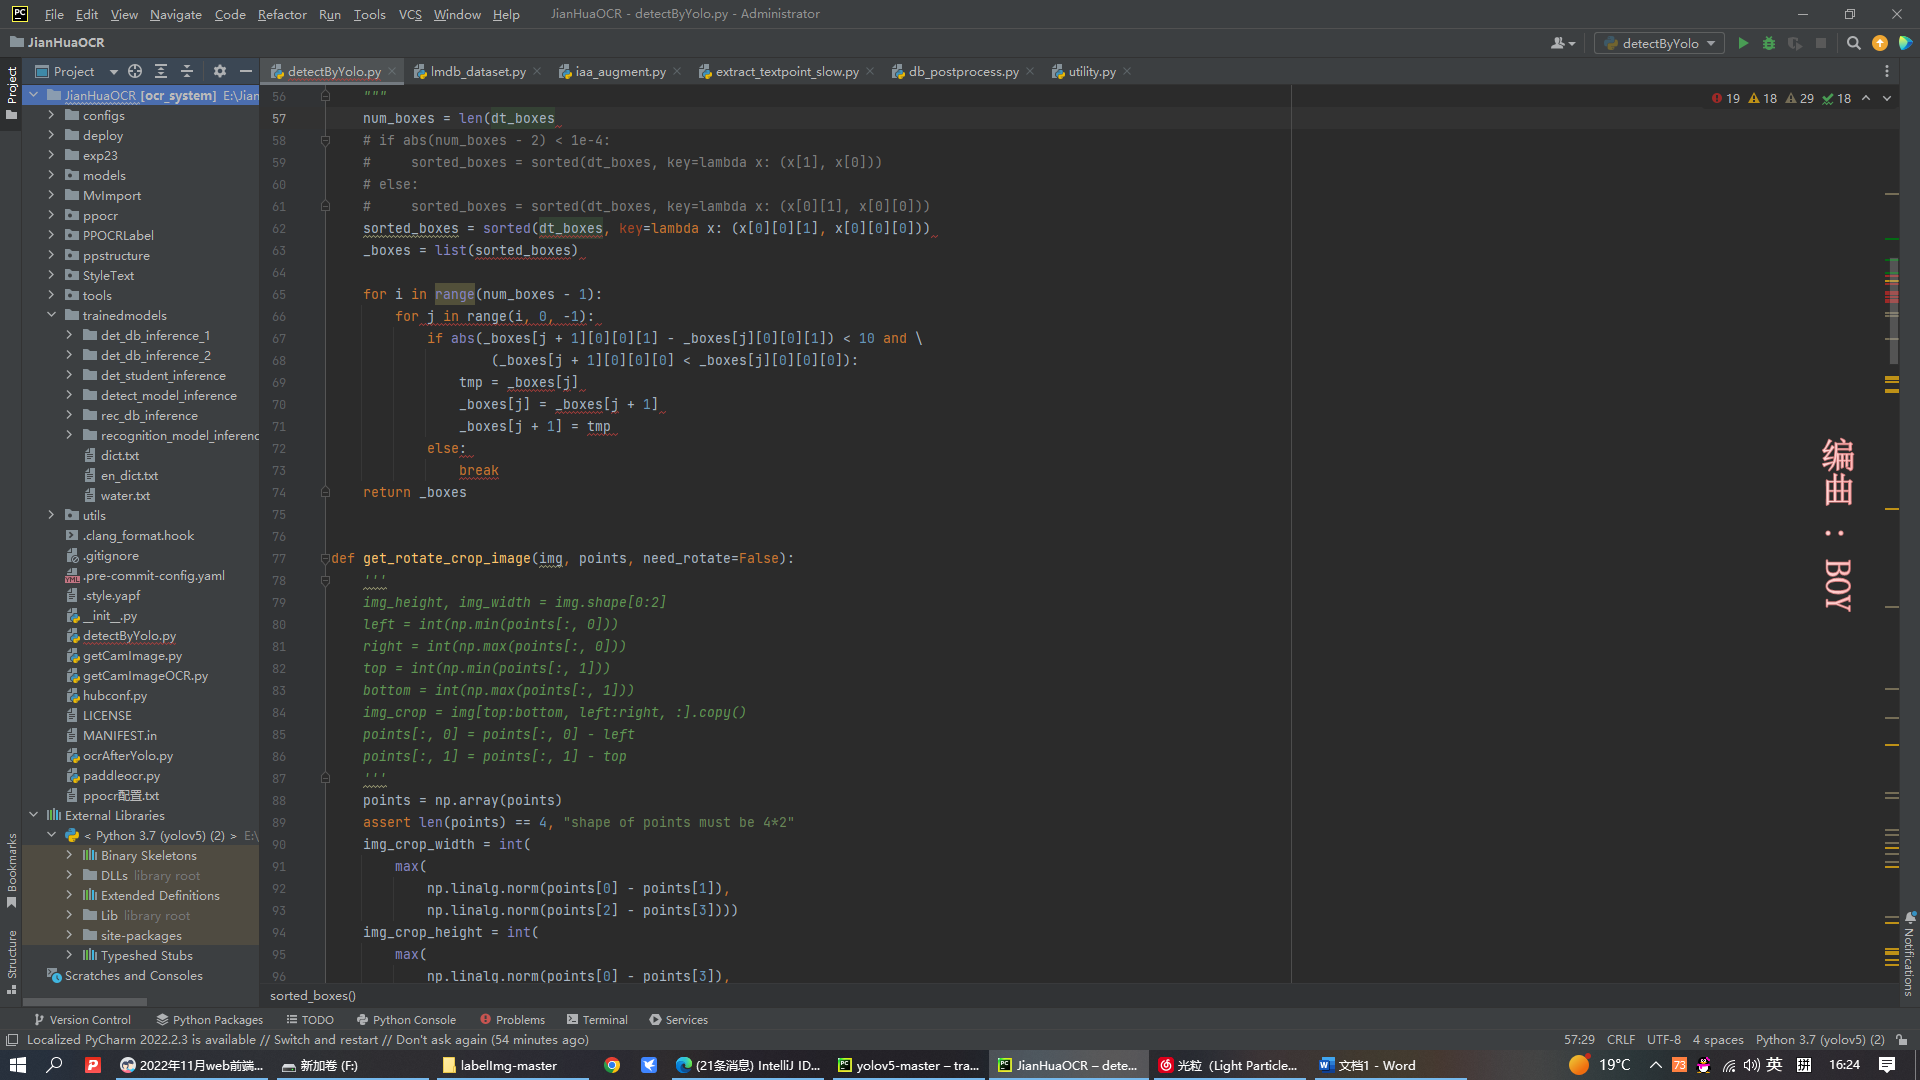 File Edit View Navigate Code Refactor Run Tools VCS Window Help JianHuaOCR - detectByYolo.py - Administrator
JianHuaOCR
detectByYolo
Project
detectByYolo.py
lmdb_dataset.py
iaa_augment.py
extract_textpoint_slow.py
db_postprocess.py
utility.py
19 18 29 18
Project
JianHuaOCR [ocr_system] E:\Jian
configs
deploy
exp23
models
MvImport
ppocr
PPOCRLabel
ppstructure
StyleText
tools
trainedmodels
det_db_inference_1
det_db_inference_2
det_student_inference
detect_model_inference
rec_db_inference
recognition_model_inferenc
dict.txt
en_dict.txt
water.txt
utils
.clang_format.hook
.gitignore
.pre-commit-config.yaml
.style.yapf
__init__.py
detectByYolo.py
getCamImage.py
getCamImageOCR.py
hubconf.py
LICENSE
MANIFEST.in
ocrAfterYolo.py
paddleocr.py
ppocr配置.txt
External Libraries
< Python 3.7 (yolov5) (2) > E:\
Binary Skeletons
DLLs library root
Extended Definitions
Lib library root
site-packages
Typeshed Stubs
Scratches and Consoles
Bookmarks
Structure
56 """
57 num_boxes = len(dt_boxes
58 # if abs(num_boxes - 2) < 1e-4:
59 #     sorted_boxes = sorted(dt_boxes, key=lambda x: (x[1], x[0]))
60 # else:
61 #     sorted_boxes = sorted(dt_boxes, key=lambda x: (x[0][1], x[0][0]))
62 sorted_boxes = sorted(dt_boxes, key=lambda x: (x[0][0][1], x[0][0][0]))
63 _boxes = list(sorted_boxes)
64
65 for i in range(num_boxes - 1):
66 for j in range(i, 0, -1):
67 if abs(_boxes[j + 1][0][0][1] - _boxes[j][0][0][1]) < 10 and \
68 (_boxes[j + 1][0][0][0] < _boxes[j][0][0][0]):
69 tmp = _boxes[j]
70 _boxes[j] = _boxes[j + 1]
71 _boxes[j + 1] = tmp
72 else:
73 break
74 return _boxes
75
76
77 def get_rotate_crop_image(img, points, need_rotate=False):
78 '''
79 img_height, img_width = img.shape[0:2]
80 left = int(np.min(points[:, 0]))
81 right = int(np.max(points[:, 0]))
82 top = int(np.min(points[:, 1]))
83 bottom = int(np.max(points[:, 1]))
84 img_crop = img[top:bottom, left:right, :].copy()
85 points[:, 0] = points[:, 0] - left
86 points[:, 1] = points[:, 1] - top
87 '''
88 points = np.array(points)
89 assert len(points) == 4, "shape of points must be 4*2"
90 img_crop_width = int(
91 max(
92 np.linalg.norm(points[0] - points[1]),
93 np.linalg.norm(points[2] - points[3])))
94 img_crop_height = int(
95 max(
96 np.linalg.norm(points[0] - points[3]),
sorted_boxes()
编曲 : BOY
Notifications
Version Control Python Packages TODO Python Console Problems Terminal Services
Localized PyCharm 2022.2.3 is available // Switch and restart // Don't ask again (54 minutes ago)
57:29 CRLF UTF-8 4 spaces Python 3.7 (yolov5) (2)
2022年11月web前端...
新加卷 (F:)
labelImg-master
(21条消息) IntelliJ ID...
yolov5-master – tra...
JianHuaOCR – dete...
光粒（Light Particle...
文档1 - Word
19°C
73
英
拼
16:24